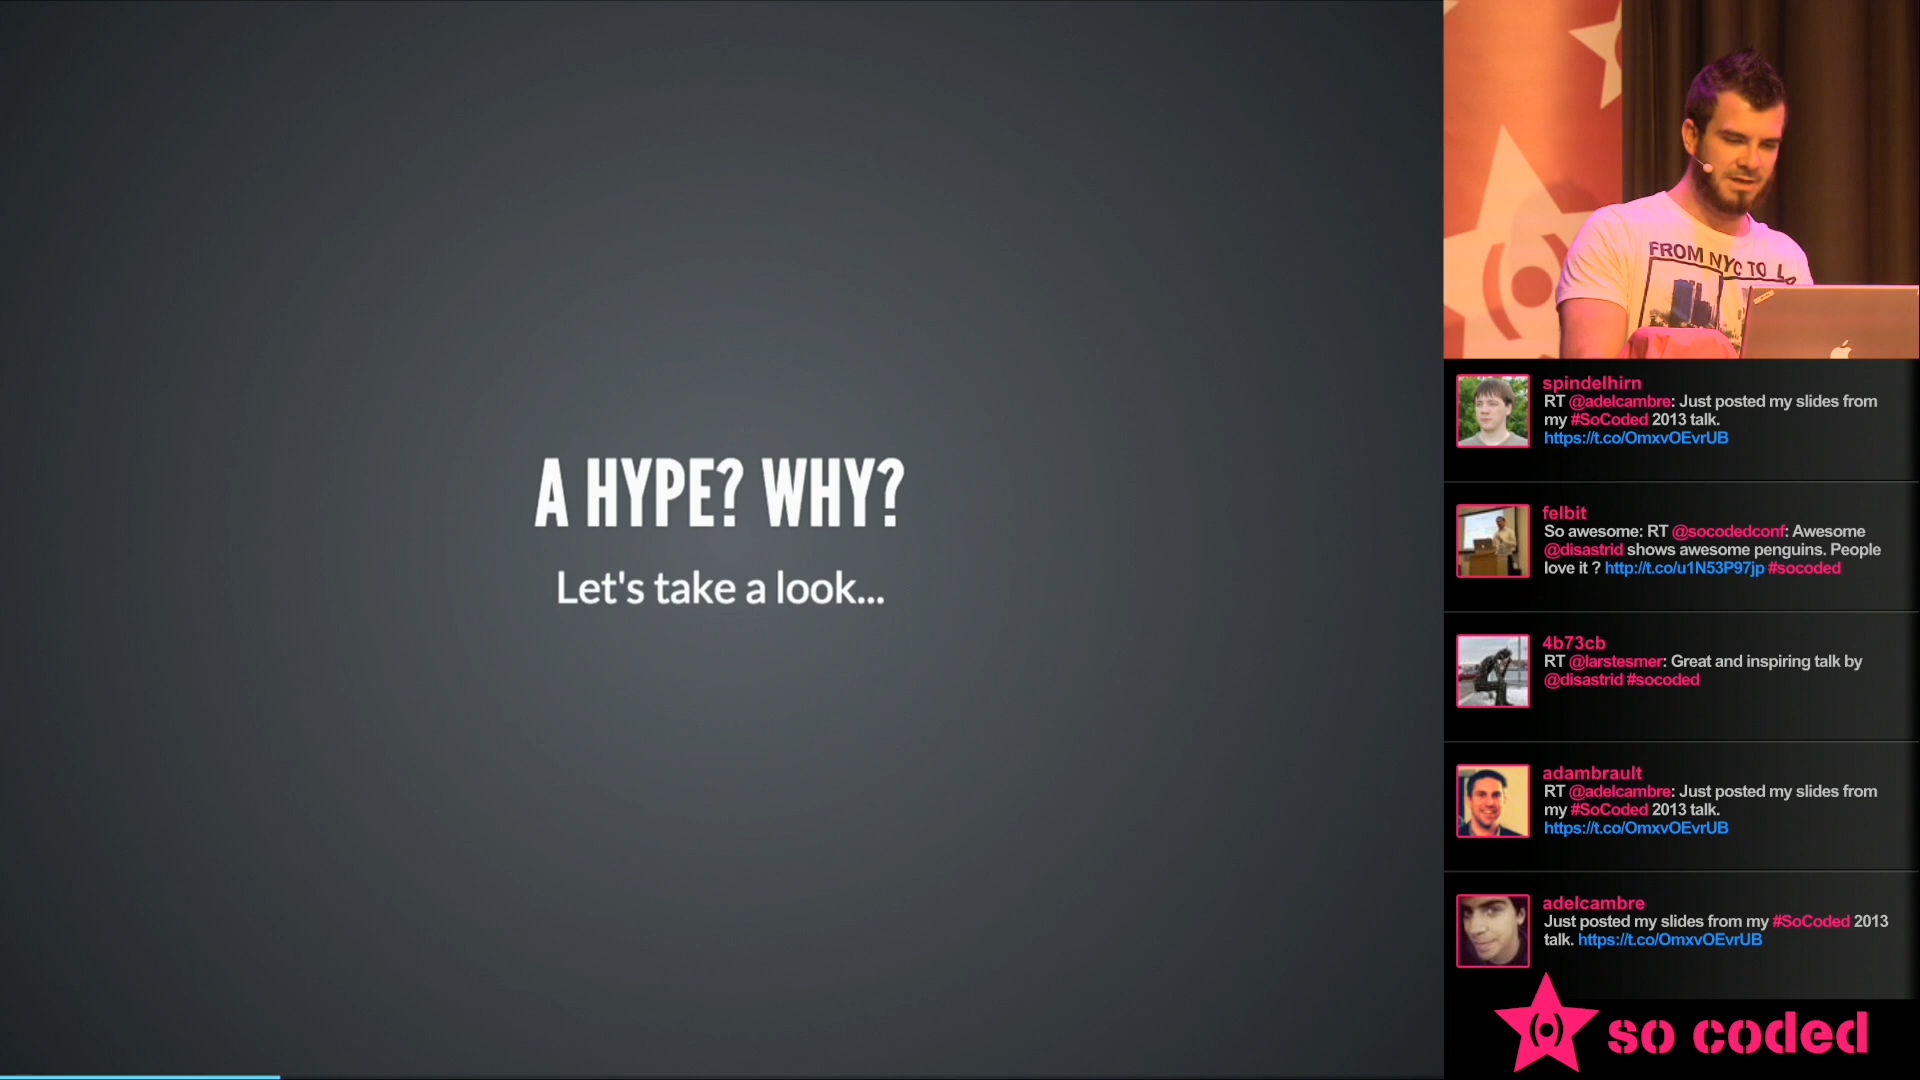 A HYPE? WHY?
Let's take a look...
FROM NYC TO
spindelhirn
RT @adelcambre: Just posted my slides from
my #SoCoded 2013 talk.
https://t.co/OmxvOEvrUB
felbit
So awesome: RT @socodedconf: Awesome
@disastrid shows awesome penguins. People
love it ? http://t.co/u1N53P97jp #socoded
4b73cb
RT @larstesmer: Great and inspiring talk by
@disastrid #socoded
adambrault
RT @adelcambre: Just posted my slides from
my #SoCoded 2013 talk.
https://t.co/OmxvOEvrUB
adelcambre
Just posted my slides from my #SoCoded 2013
talk. https://t.co/OmxvOEvrUB
so coded